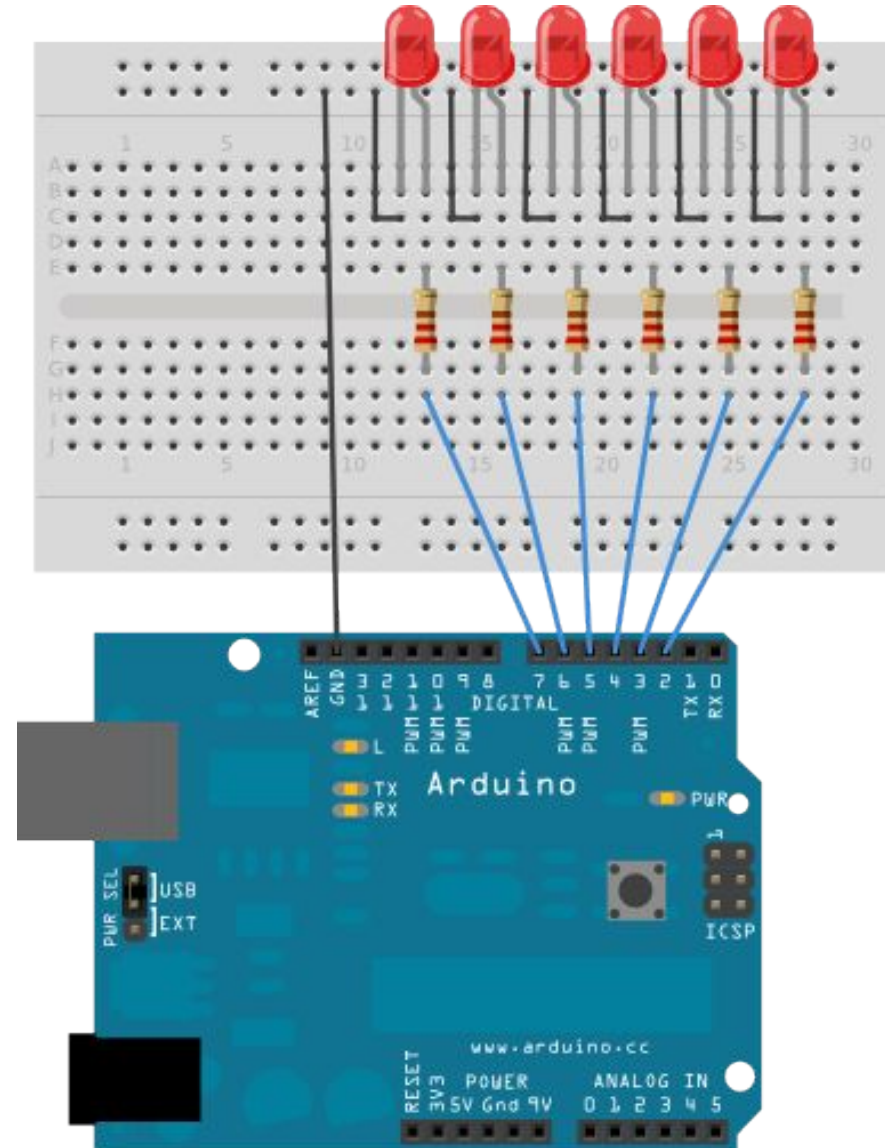 1 5 10 15 20 25 30
A
B
C
D
E
F
G
H
I
J
1 5 10 15 20 25 30
AREF GND 13 12 11 10 9 8 7 6 5 4 3 2 1 0
PWM PWM PWM DIGITAL PWM PWM PWM TX RX
L
TX
RX
Arduino
PWR
1
PWR SEL
USB
EXT
ICSP
www.arduino.cc
POWER ANALOG IN
RESET 3V3 5V Gnd 9V 0 1 2 3 4 5